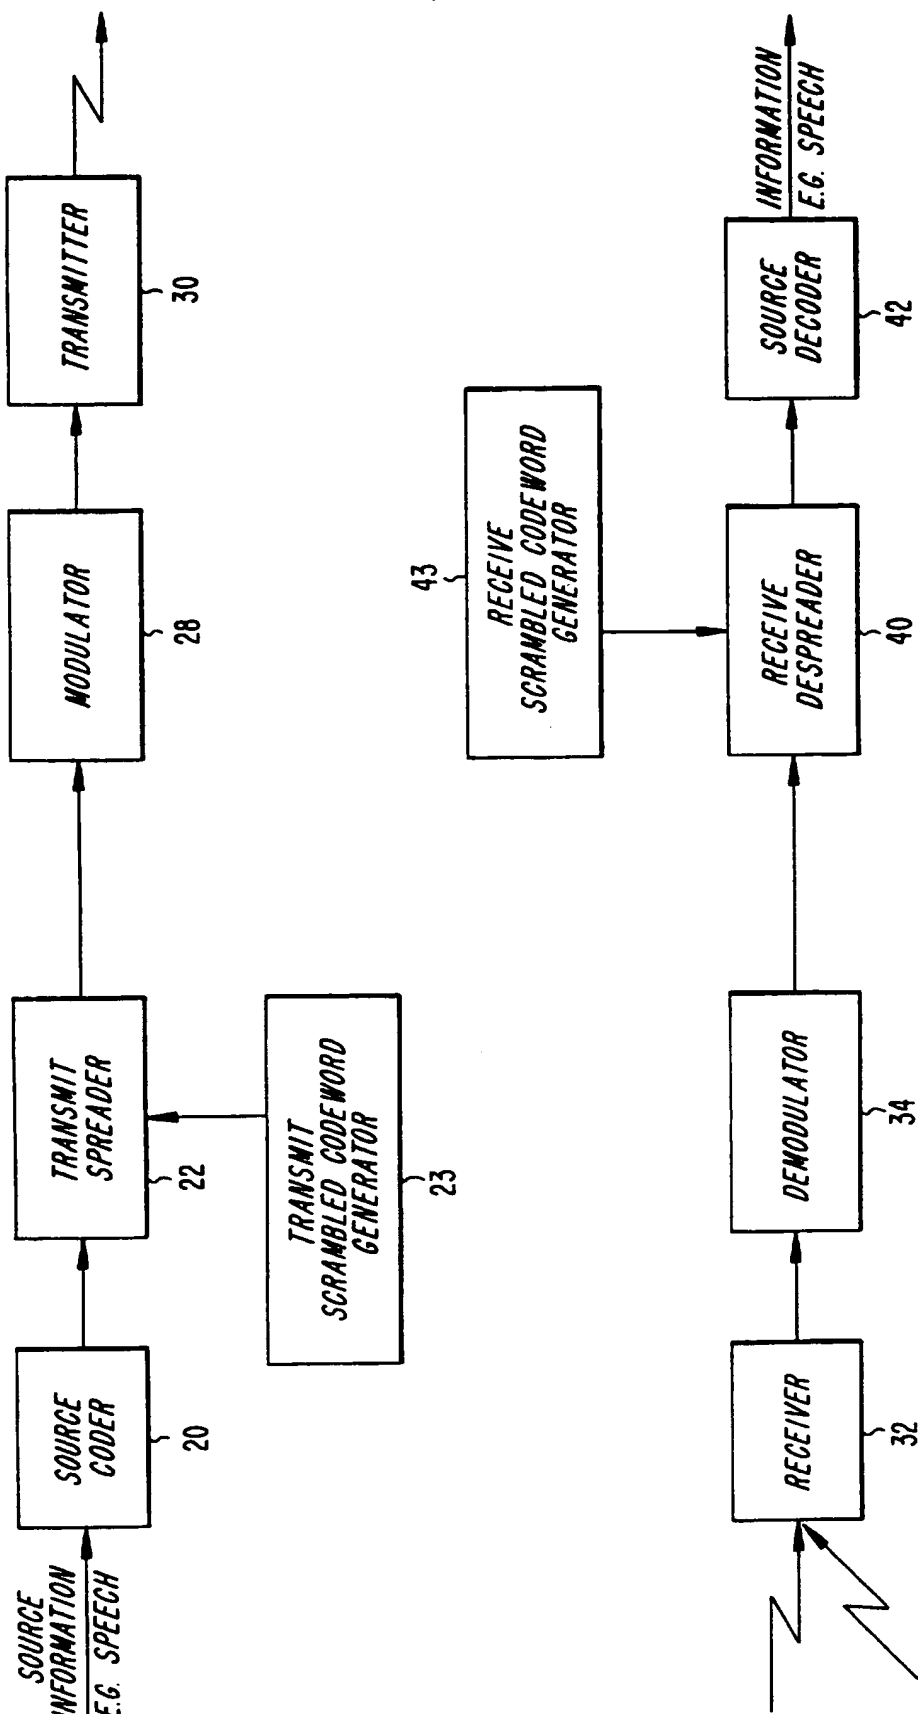 SOURCE
INFORMATION
E.G. SPEECH
SOURCE
CODER
20
TRANSMIT
SPREADER
22
TRANSMIT
SCRAMBLED CODEWORD
GENERATOR
23
MODULATOR
28
TRANSMITTER
30
RECEIVER
32
DEMODULATOR
34
RECEIVE
DESPREADER
40
RECEIVE
SCRAMBLED CODEWORD
GENERATOR
43
SOURCE
DECODER
42
INFORMATION
E.G. SPEECH